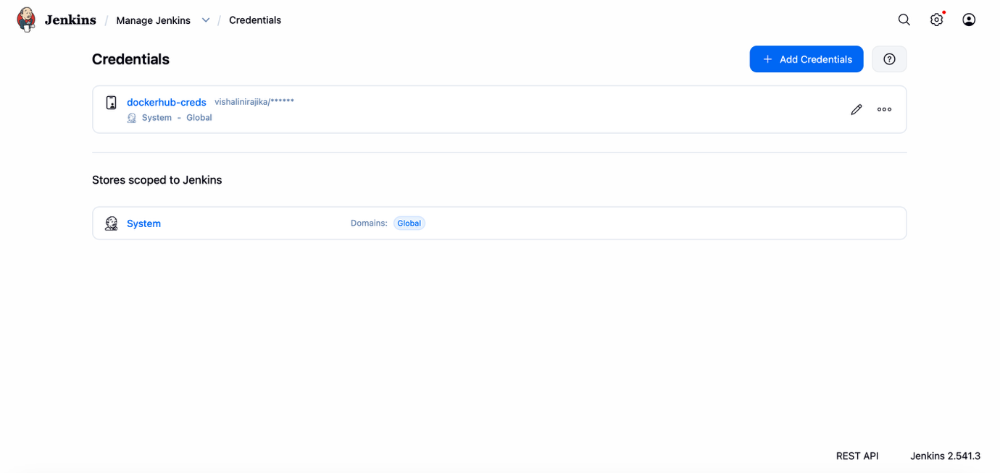 Jenkins / Manage Jenkins / Credentials
Credentials
+ Add Credentials
dockerhub-creds vishalinirajika/******
System - Global
Stores scoped to Jenkins
System Domains: Global
REST API Jenkins 2.541.3